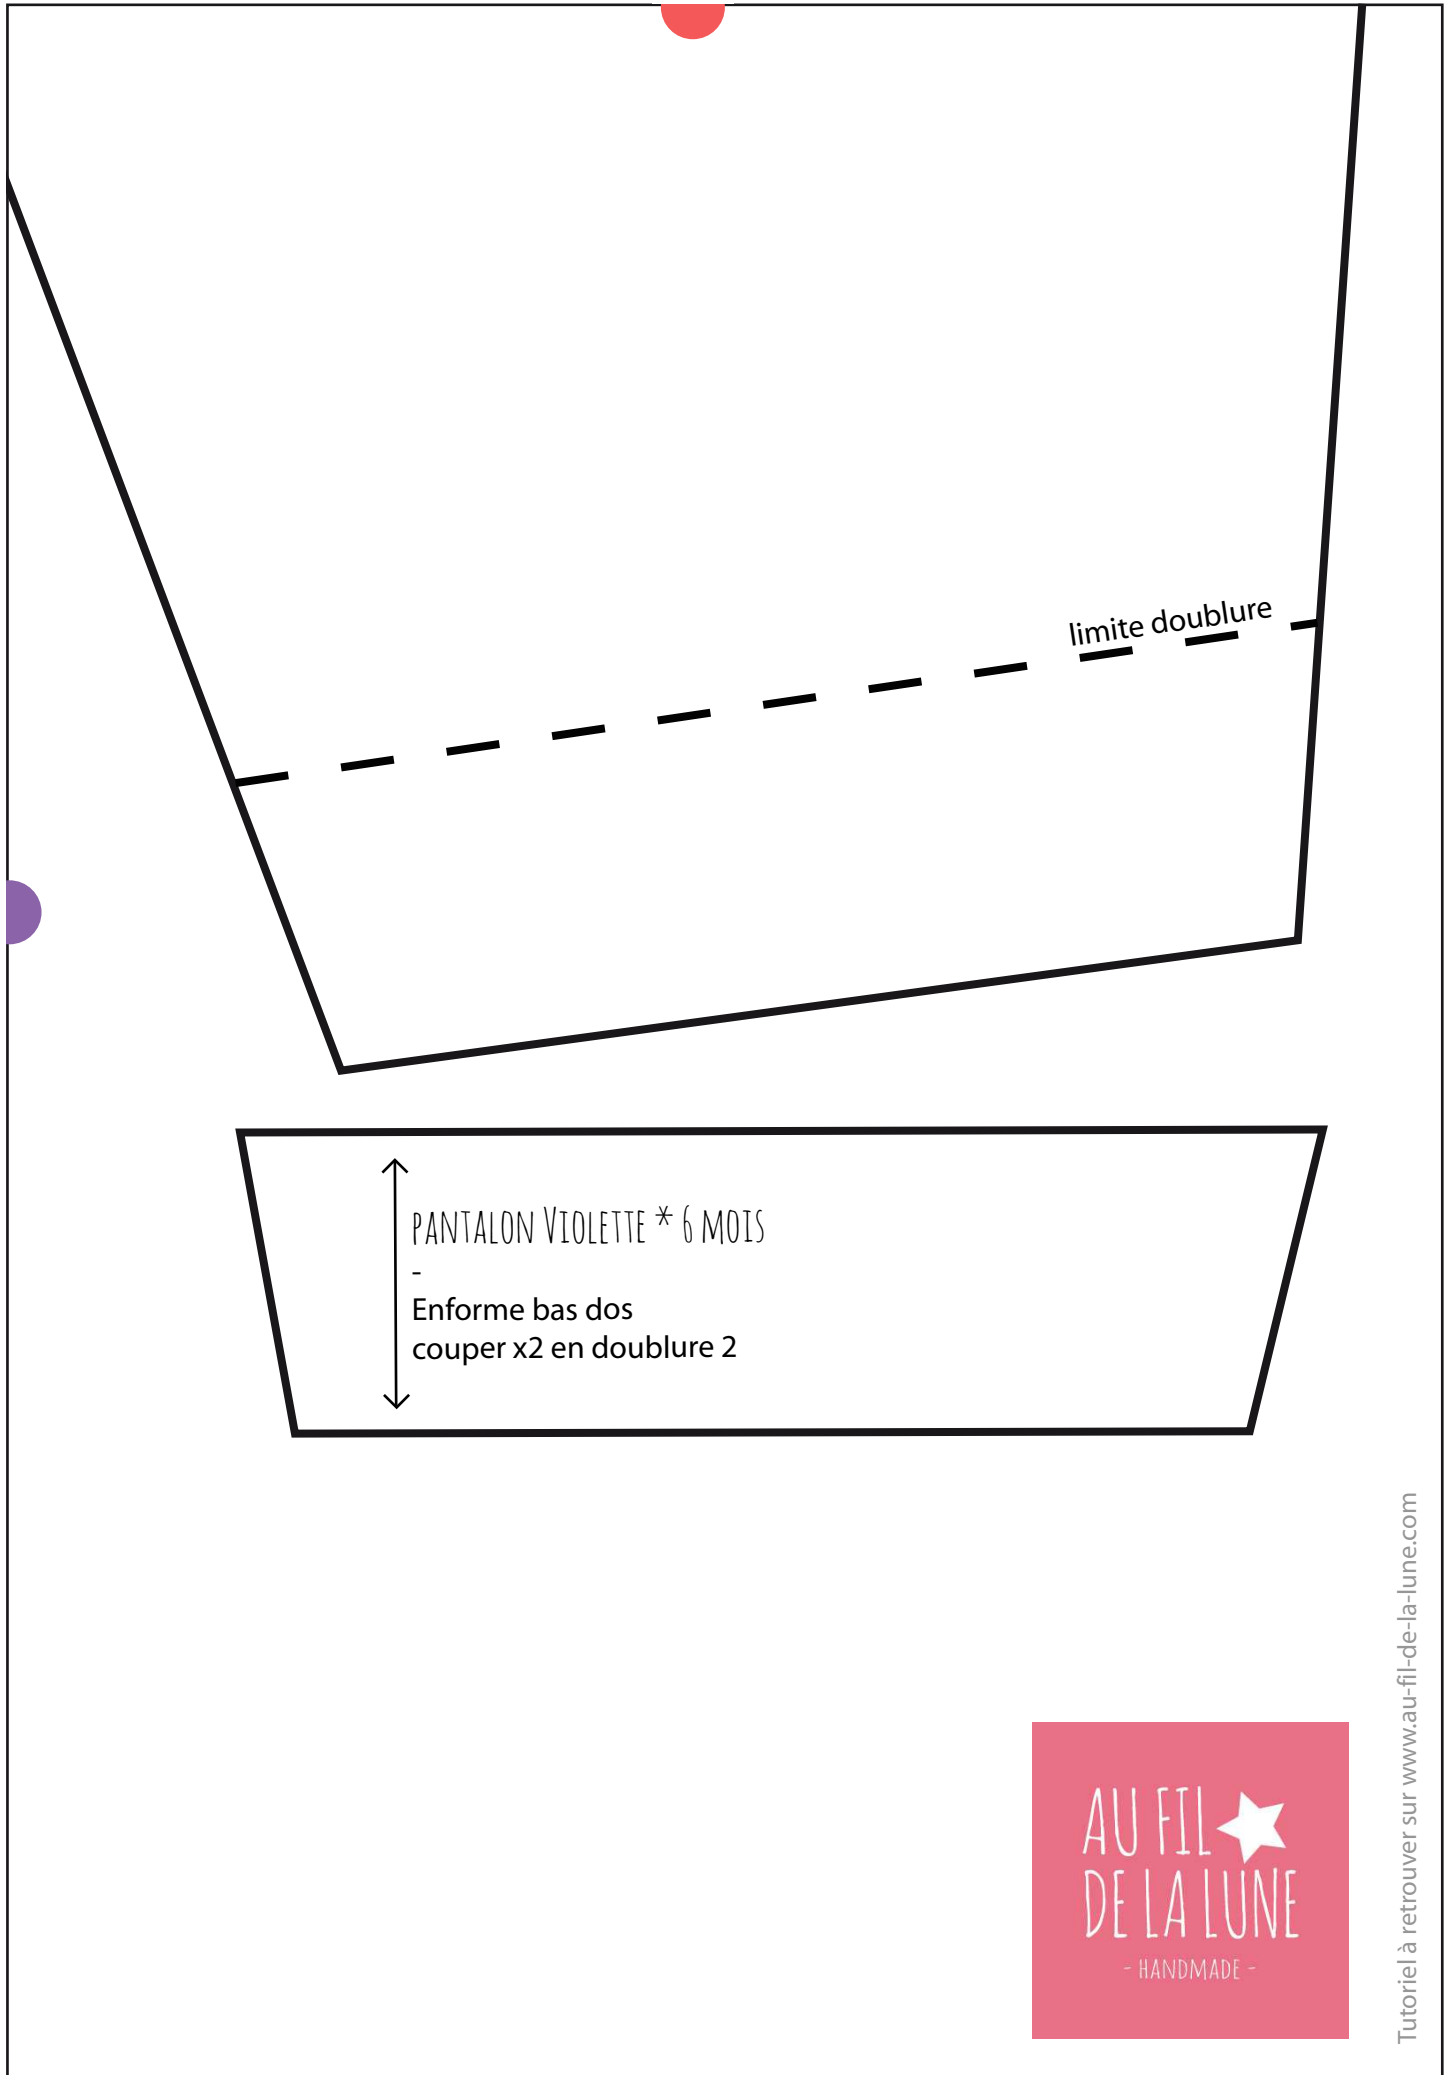 limite doublure
PANTALON VIOLETTE * 6 MOIS
-
Enforme bas dos
couper x2 en doublure 2
AU FIL
DE LA LUNE
- HANDMADE -
Tutoriel à retrouver sur www.au-fil-de-la-lune.com